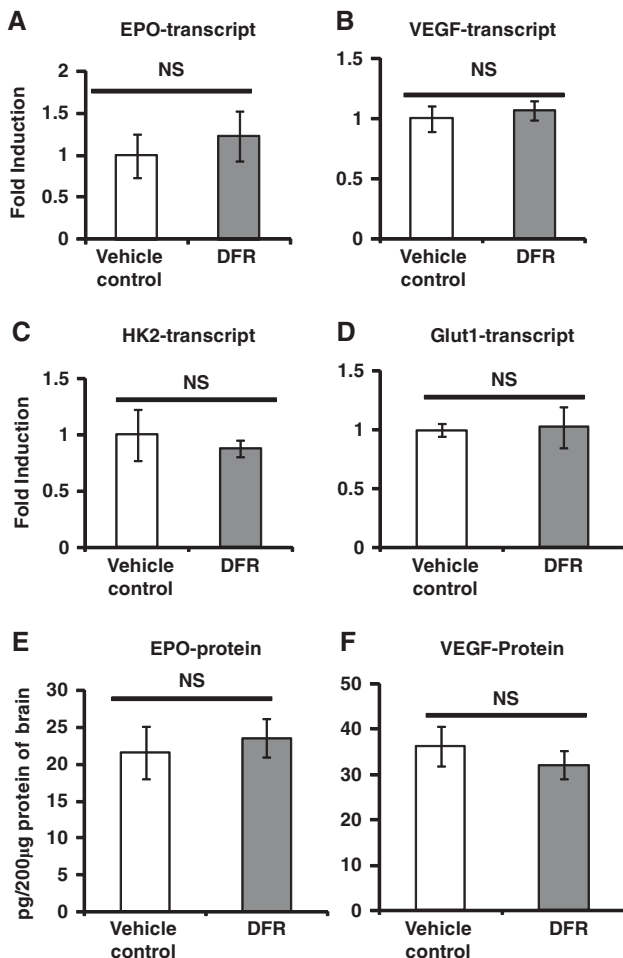 A
EPO-transcript
Fold Induction
2
1.5
1
0.5
0
NS
Vehicle
control
DFR
B
VEGF-transcript
1.5
1
0.5
0
NS
Vehicle
control
DFR
C
HK2-transcript
Fold Induction
1.5
1
0.5
0
NS
Vehicle
control
DFR
D
Glut1-transcript
1.5
1
0.5
0
NS
Vehicle
control
DFR
E
EPO-protein
pg/200μg protein of brain
30
25
20
15
10
5
0
NS
Vehicle
control
DFR
F
VEGF-Protein
50
40
30
20
10
0
NS
Vehicle
control
DFR